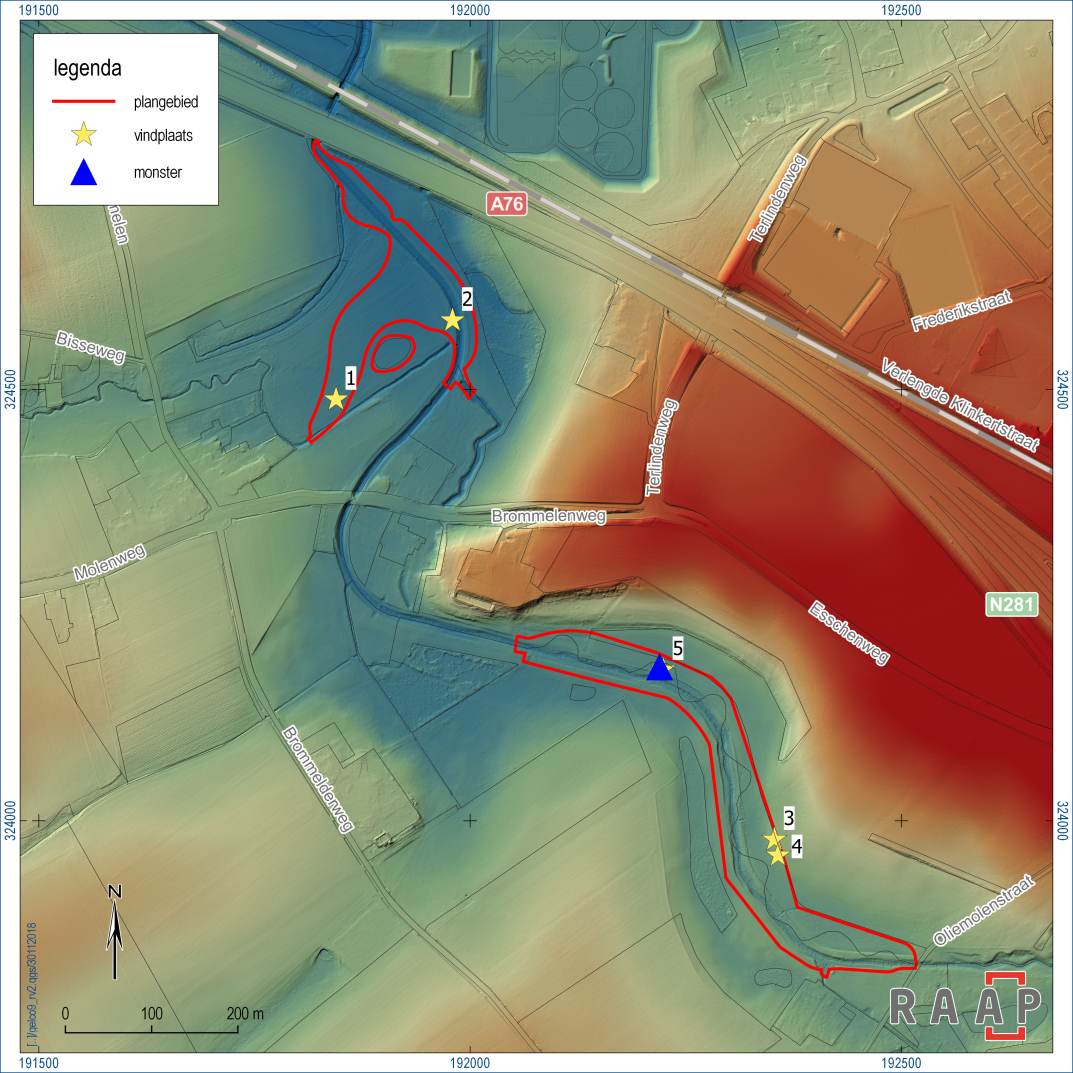 191500
192000
192500
legenda
plangebied
vindplaats
monster
A76
Terlindenweg
Frederikstraat
Bisseweg
2
1
Verlengde Klinkertstraat
324500
324500
Terlindenweg
Brommelenweg
Molenweg
N281
Esschenweg
5
Brommelderweg
3
4
324000
324000
Oliemolenstraat
N
0 100 200 m
RAAP
191500
192000
192500